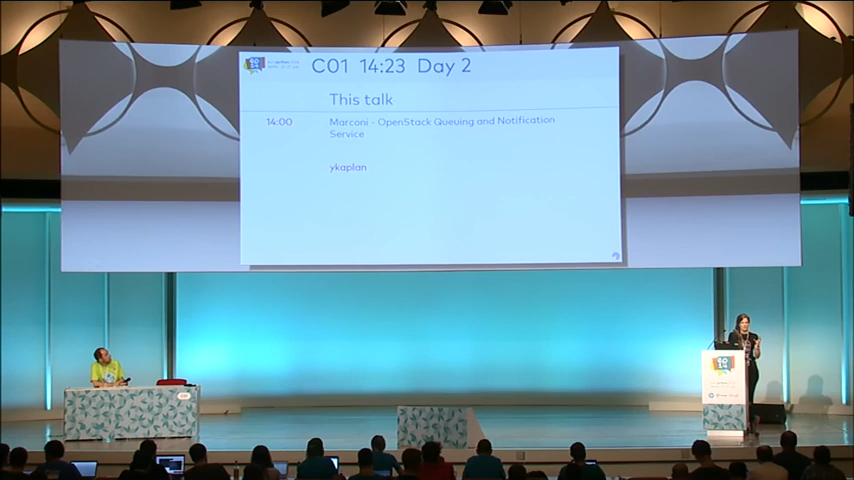 C01 14:23 Day 2
This talk
14:00 Marconi - OpenStack Queuing and Notification
Service
ykaplan